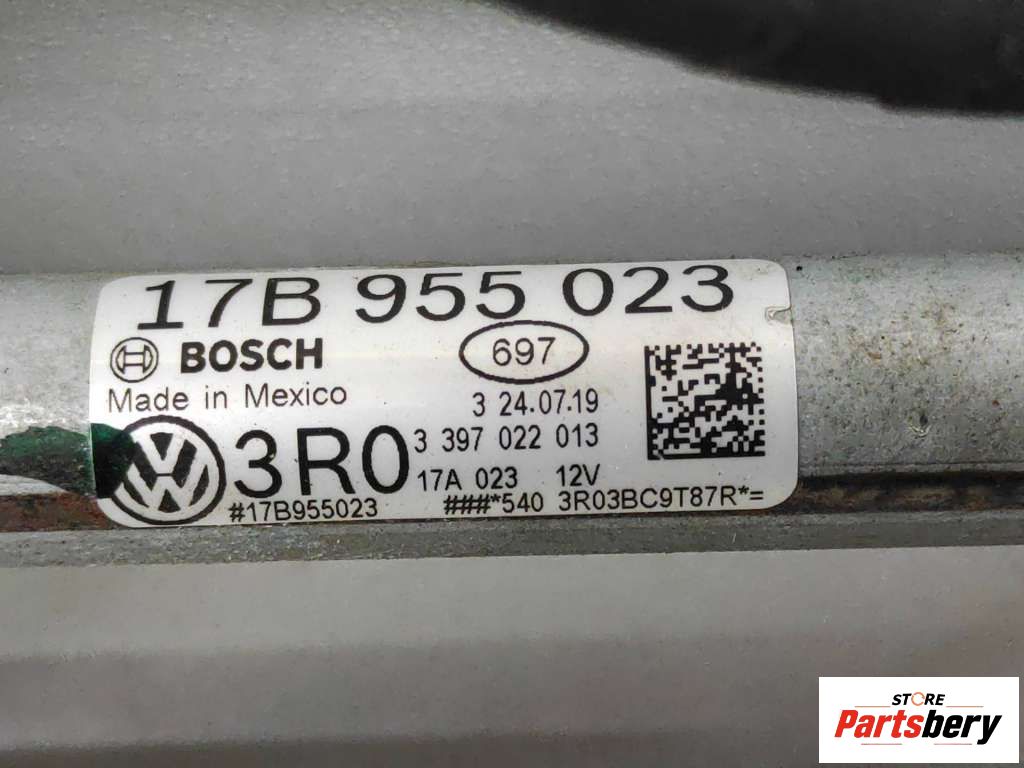 17B 955 023
BOSCH
697
Made in Mexico
3 24.07.19
3R0
3 397 022 013
17A 023 12V
#17B955023 ###*540 3R03BC9T87R*=
STORE
Partsbery